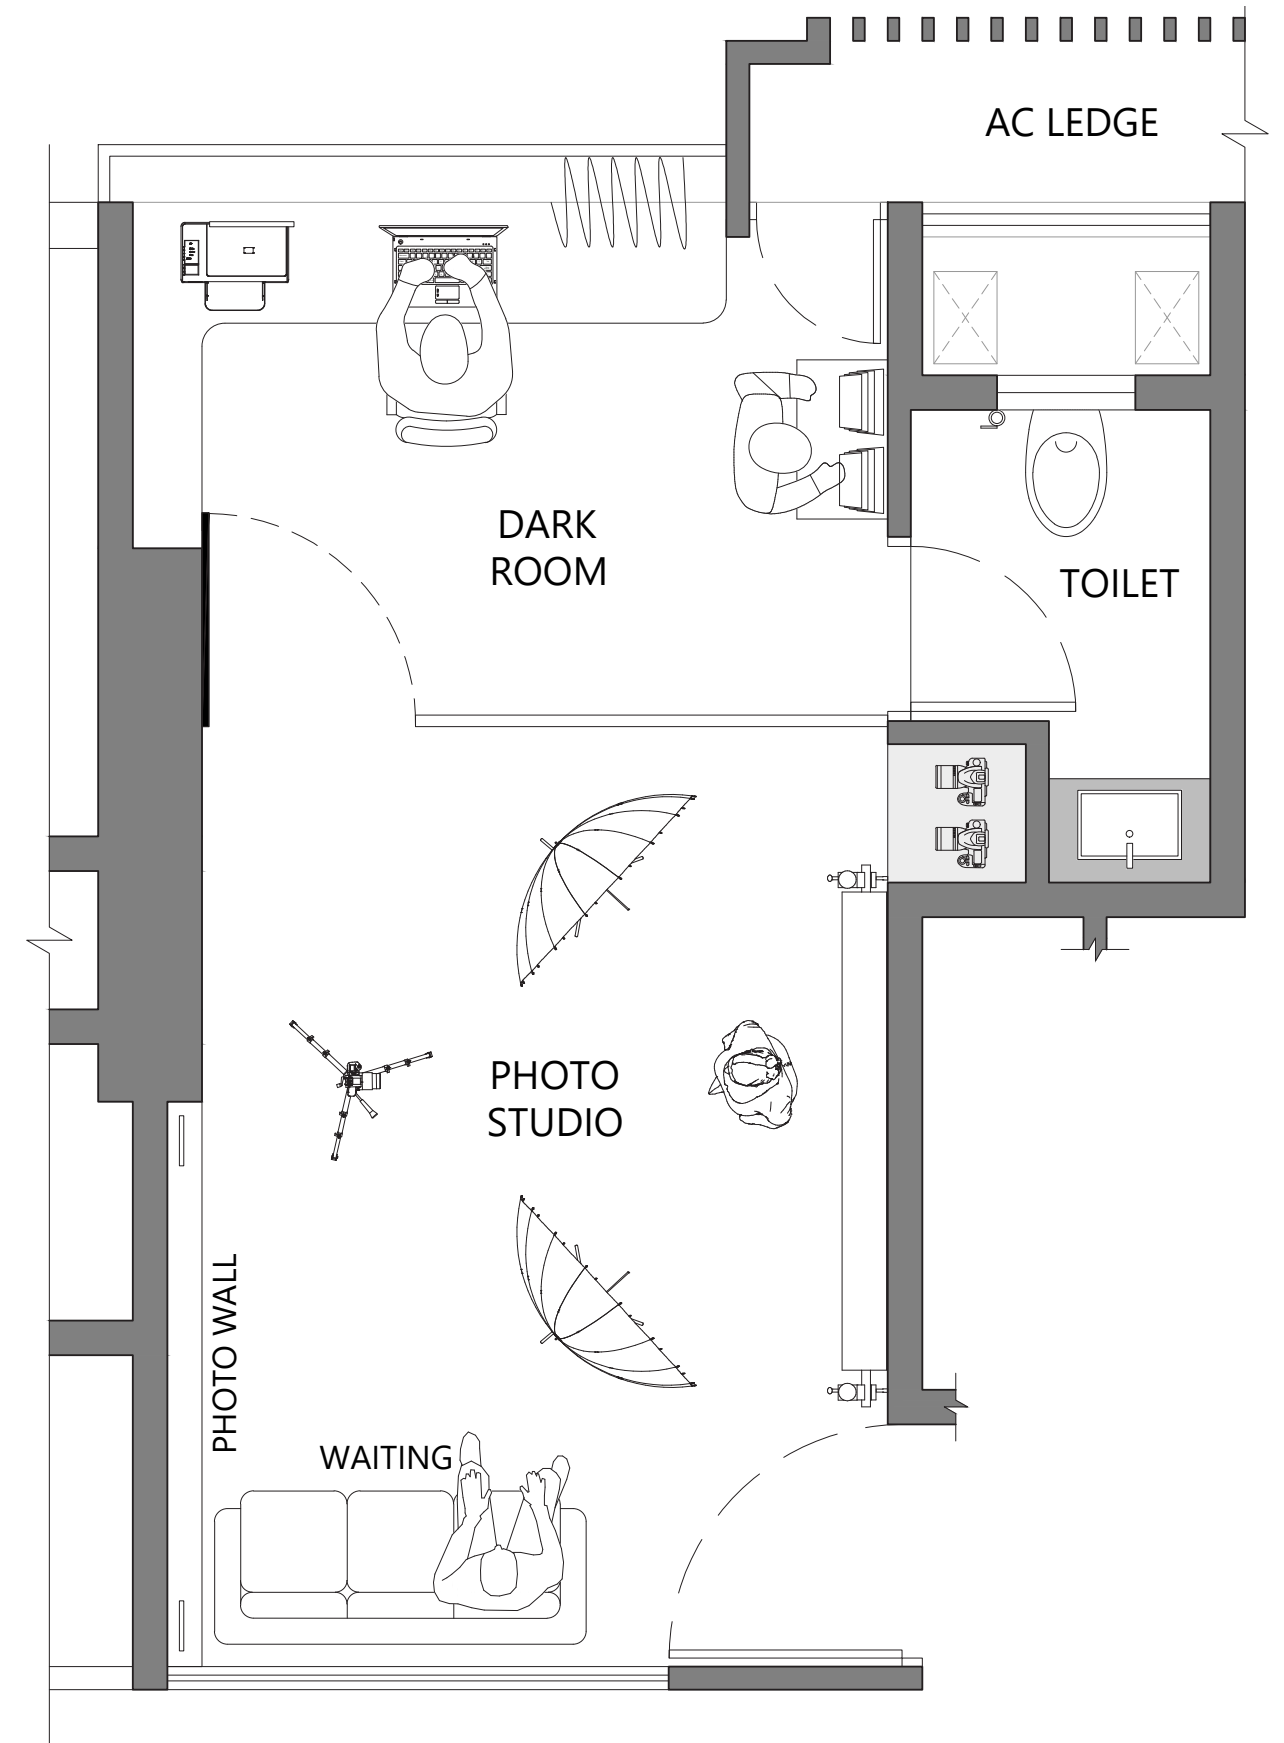 AC LEDGE
DARK
ROOM
TOILET
PHOTO
STUDIO
PHOTO WALL
WAITING